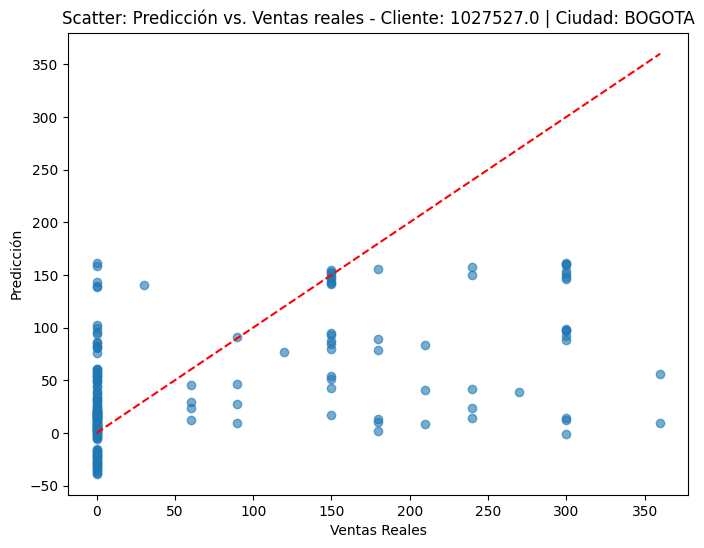 Scatter: Predicción vs. Ventas reales - Cliente: 1027527.0 | Ciudad: BOGOTA
350
300
250
200
150
100
50
0
−50
Predicción
0 50 100 150 200 250 300 350
Ventas Reales